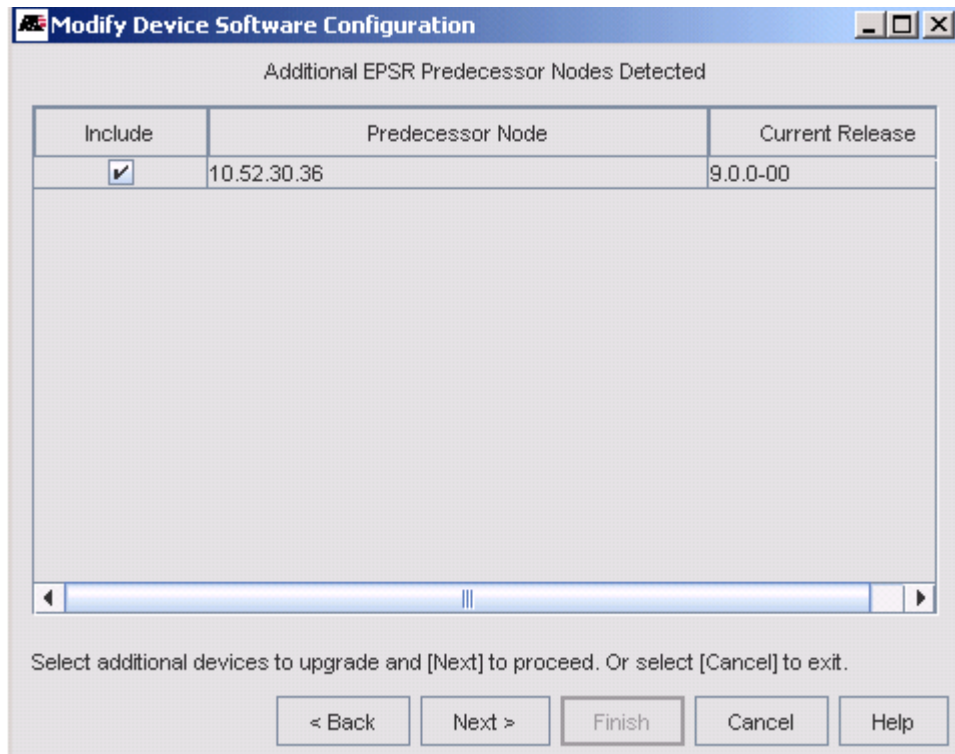 Modify Device Software Configuration
Additional EPSR Predecessor Nodes Detected
Include Predecessor Node Current Release
10.52.30.36 9.0.0-00
Select additional devices to upgrade and [Next] to proceed. Or select [Cancel] to exit.
< Back Next > Finish Cancel Help